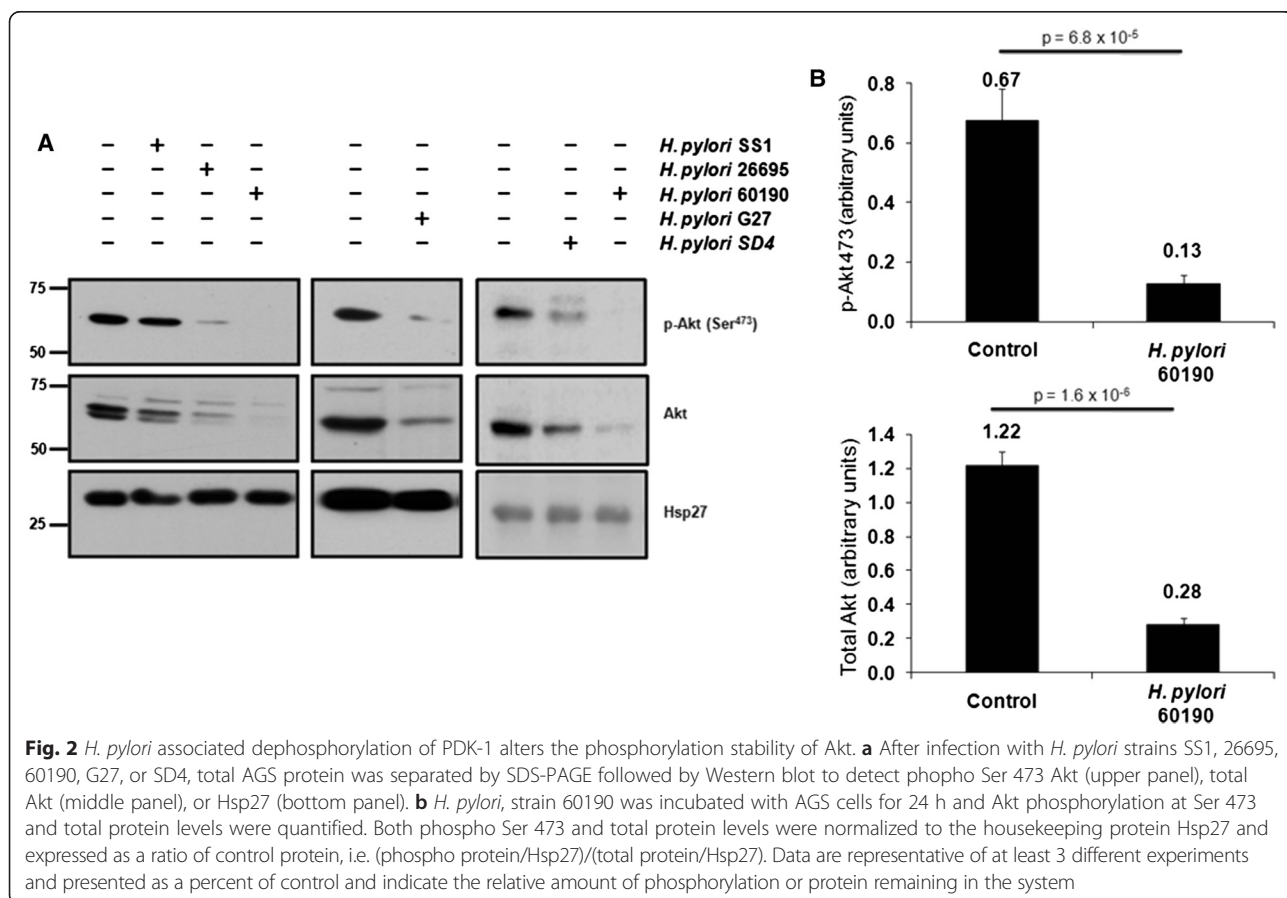 A
– + – – – – – – – H. pylori SS1
– – + – – – – – – H. pylori 26695
– – – + – – – – + H. pylori 60190
– – – – – + – – – H. pylori G27
– – – – – – – + – H. pylori SD4
75
50
p-Akt (Ser473)
75
50
Akt
25
Hsp27
B
p = 6.8 x 10-5
p-Akt 473 (arbitrary units)
0.8
0.6
0.4
0.2
0.0
0.67
0.13
Control
H. pylori
60190
p = 1.6 x 10-6
Total Akt (arbitrary units)
1.4
1.2
1.0
0.8
0.6
0.4
0.2
0.0
1.22
0.28
Control
H. pylori
60190
Fig. 2 H. pylori associated dephosphorylation of PDK-1 alters the phosphorylation stability of Akt. a After infection with H. pylori strains SS1, 26695,
60190, G27, or SD4, total AGS protein was separated by SDS-PAGE followed by Western blot to detect phopho Ser 473 Akt (upper panel), total
Akt (middle panel), or Hsp27 (bottom panel). b H. pylori, strain 60190 was incubated with AGS cells for 24 h and Akt phosphorylation at Ser 473
and total protein levels were quantified. Both phospho Ser 473 and total protein levels were normalized to the housekeeping protein Hsp27 and
expressed as a ratio of control protein, i.e. (phospho protein/Hsp27)/(total protein/Hsp27). Data are representative of at least 3 different experiments
and presented as a percent of control and indicate the relative amount of phosphorylation or protein remaining in the system